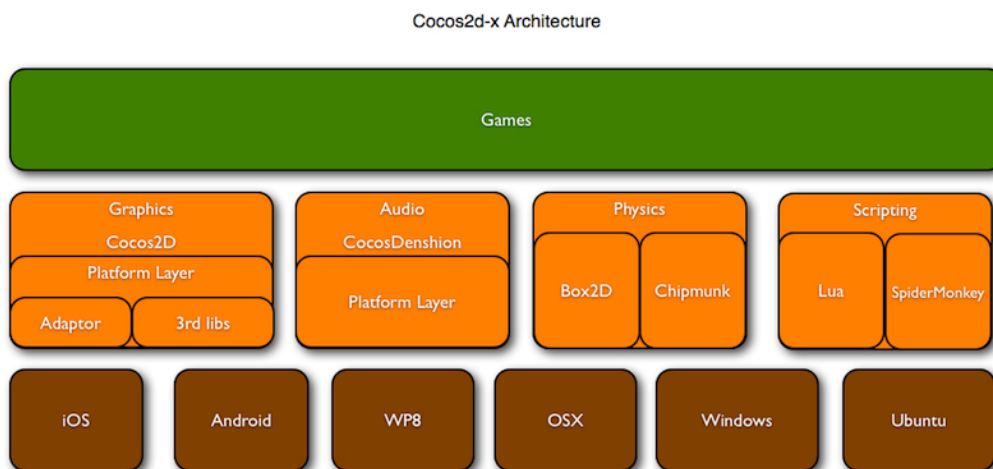 Cocos2d-x Architecture
Games
Graphics
Cocos2D
Platform Layer
Adaptor
3rd libs
Audio
CocosDenshion
Platform Layer
Physics
Box2D
Chipmunk
Scripting
Lua
SpiderMonkey
iOS
Android
WP8
OSX
Windows
Ubuntu